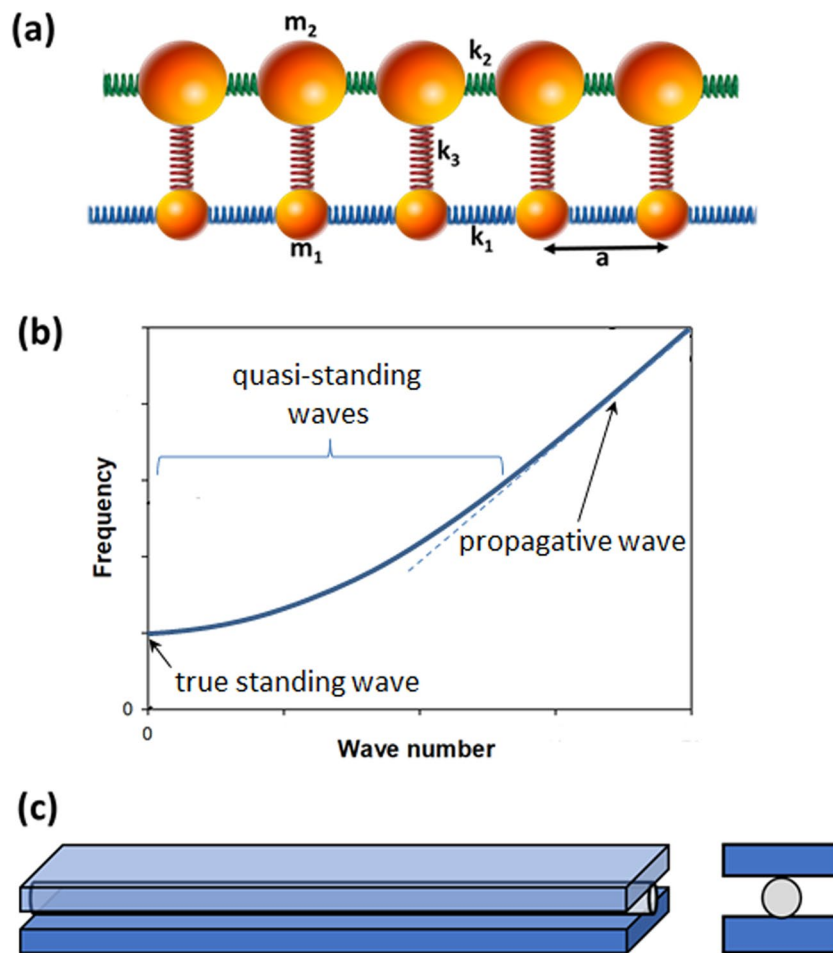 (a)
m2
k2
k3
m1
k1
a
(b)
quasi-standing
waves
Frequency
propagative wave
true standing wave
0
0
Wave number
(c)